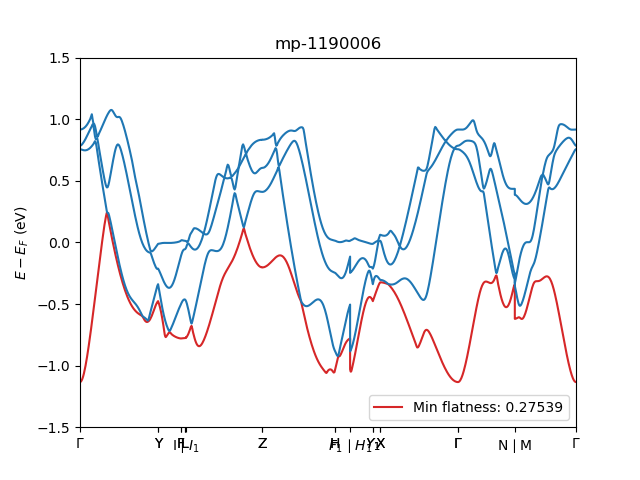 mp-1190006
E − E_F (eV)
1.5
1.0
0.5
0.0
−0.5
−1.0
−1.5
Min flatness: 0.27539
Γ Y I | I₁ Z H Y X Γ N | M Γ